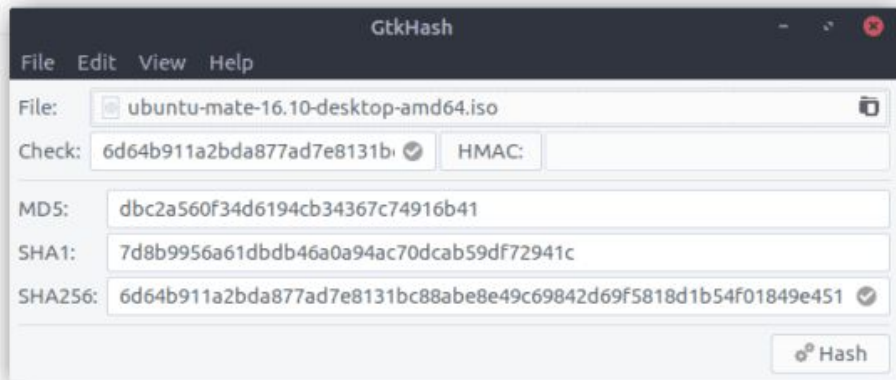 GtkHash
File Edit View Help
File: ubuntu-mate-16.10-desktop-amd64.iso
Check: 6d64b911a2bda877ad7e8131b HMAC:
MD5: dbc2a560f34d6194cb34367c74916b41
SHA1: 7d8b9956a61dbdb46a0a94ac70dcab59df72941c
SHA256: 6d64b911a2bda877ad7e8131bc88abe8e49c69842d69f5818d1b54f01849e451
Hash